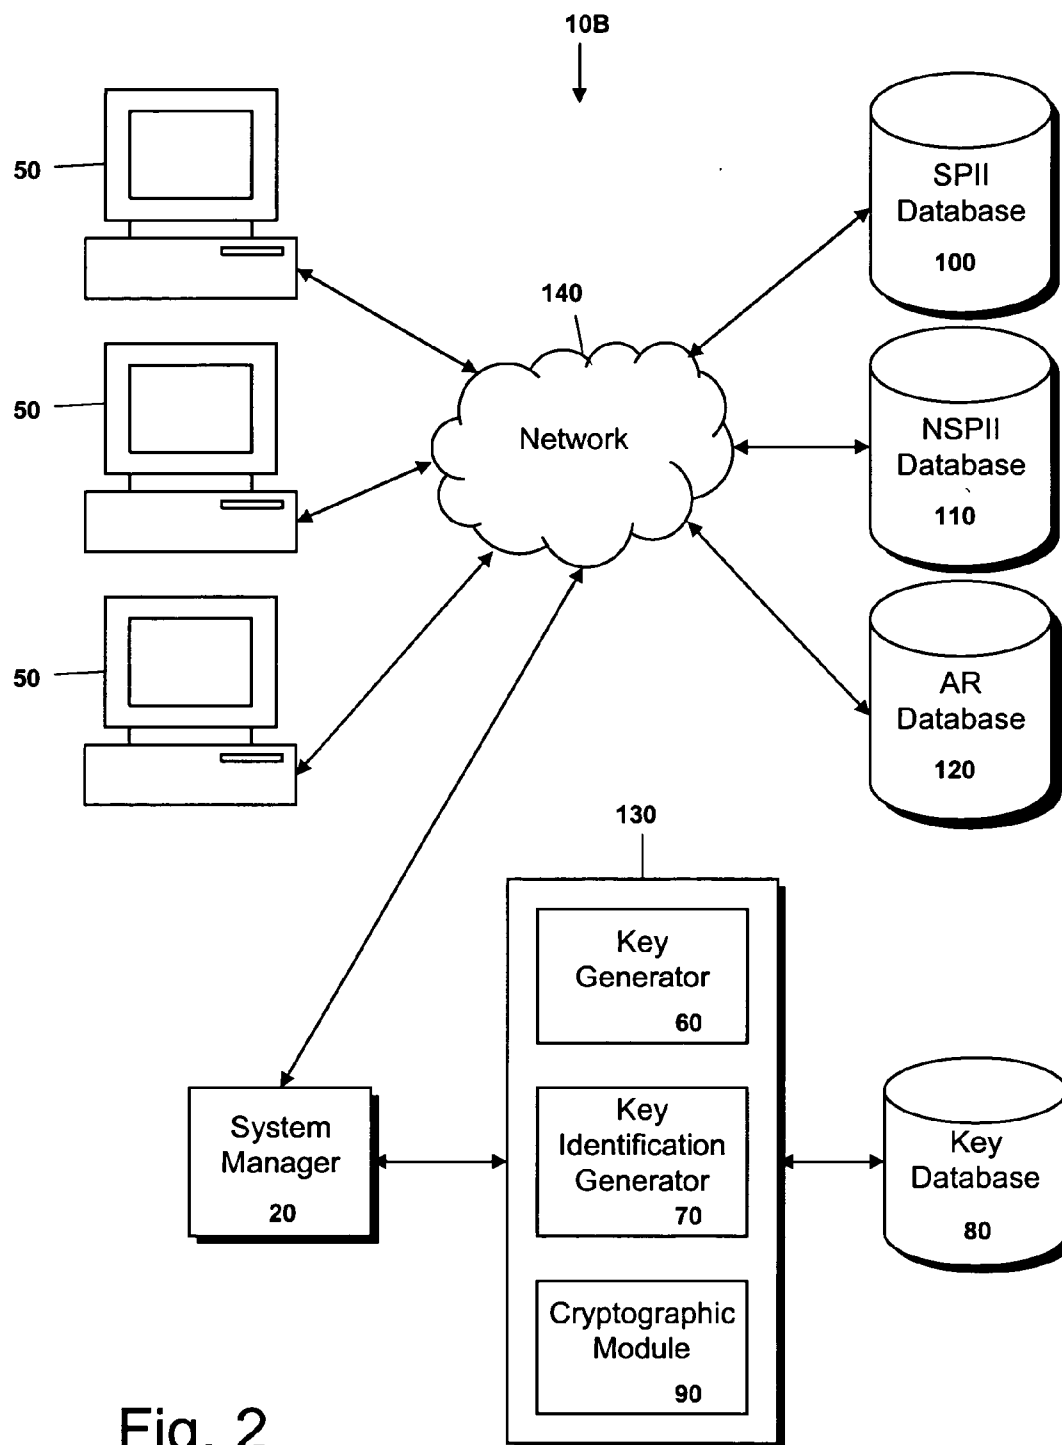 10B
50
50
50
140
Network
SPII
Database
100
NSPII
Database
110
AR
Database
120
130
Key
Generator
60
System
Manager
20
Key
Identification
Generator
70
Key
Database
80
Cryptographic
Module
90
Fig. 2